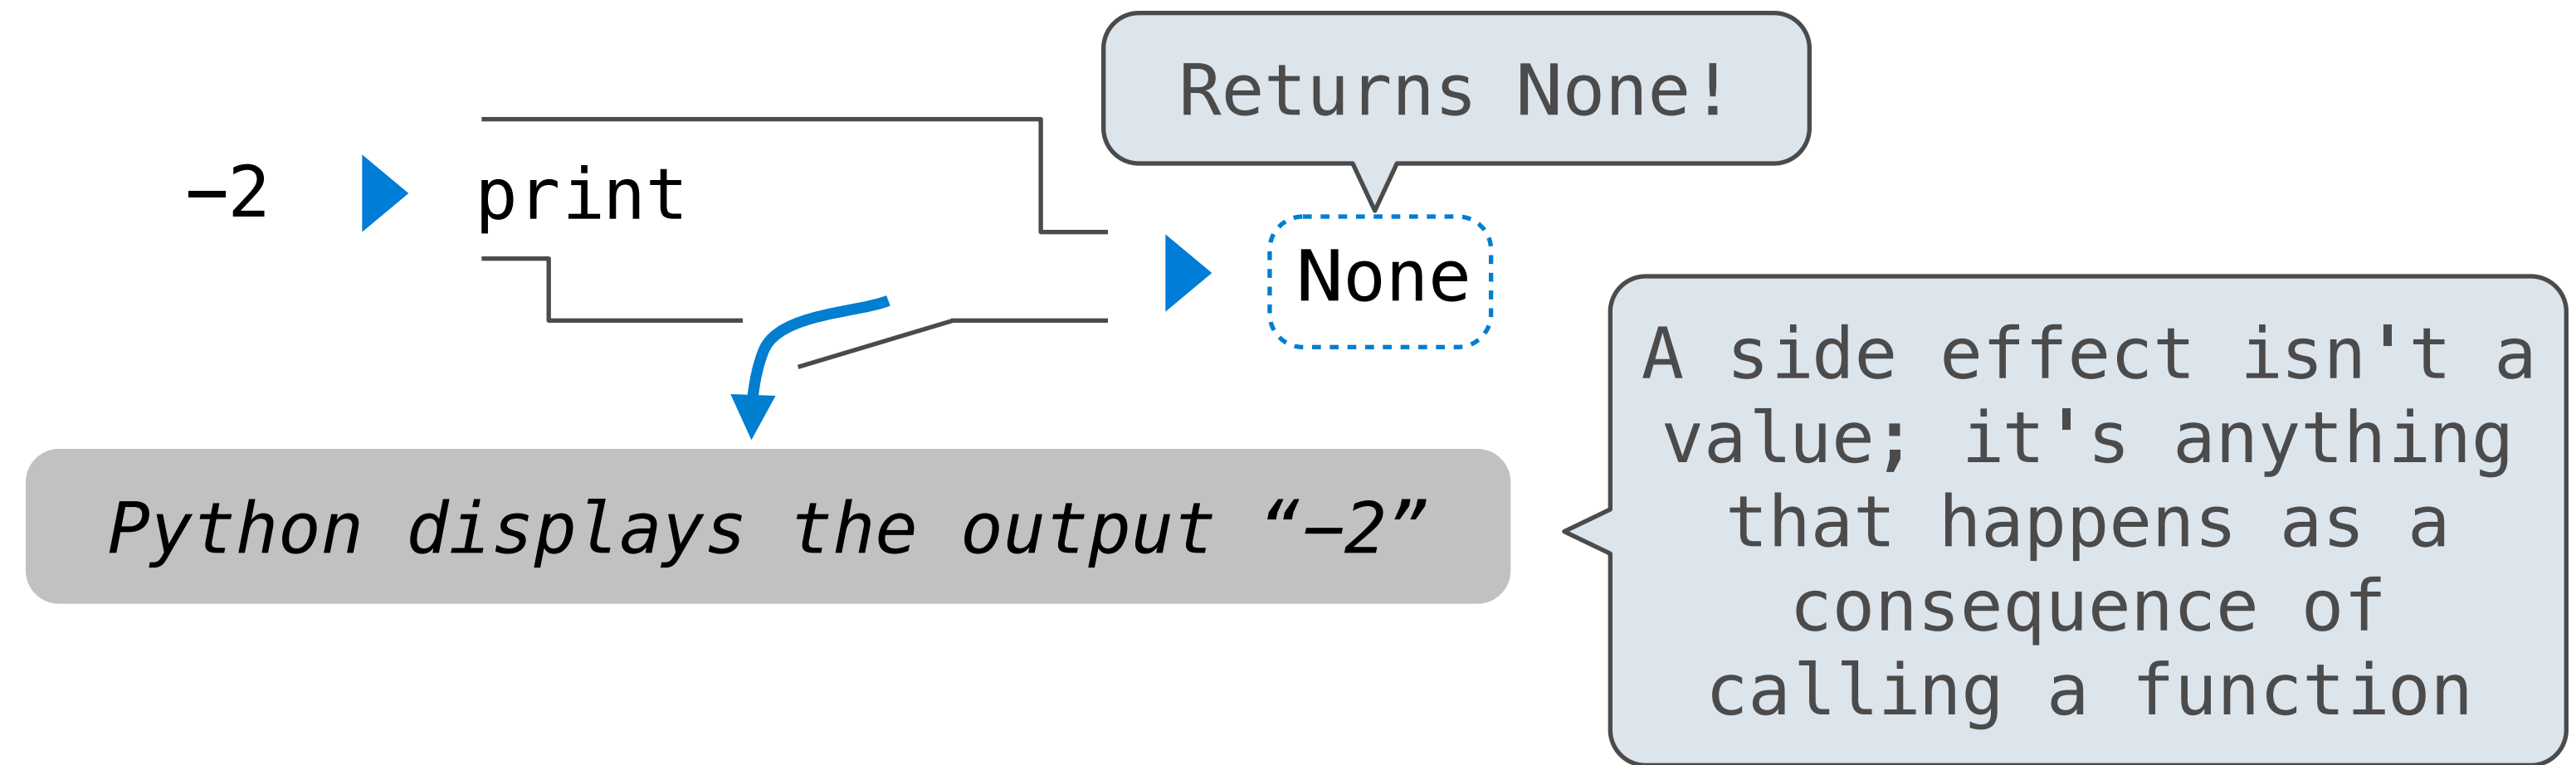 Returns None!
−2 print
None
A side effect isn't a
value; it's anything
that happens as a
consequence of
calling a function
Python displays the output “−2”